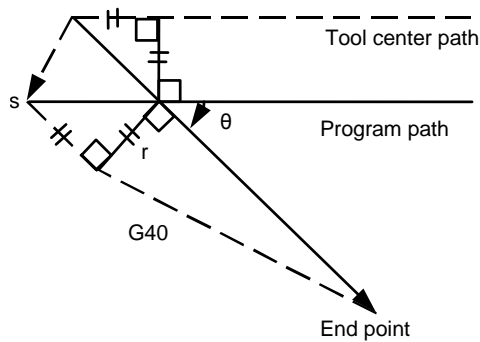 Tool center path
s
θ
Program path
r
G40
End point